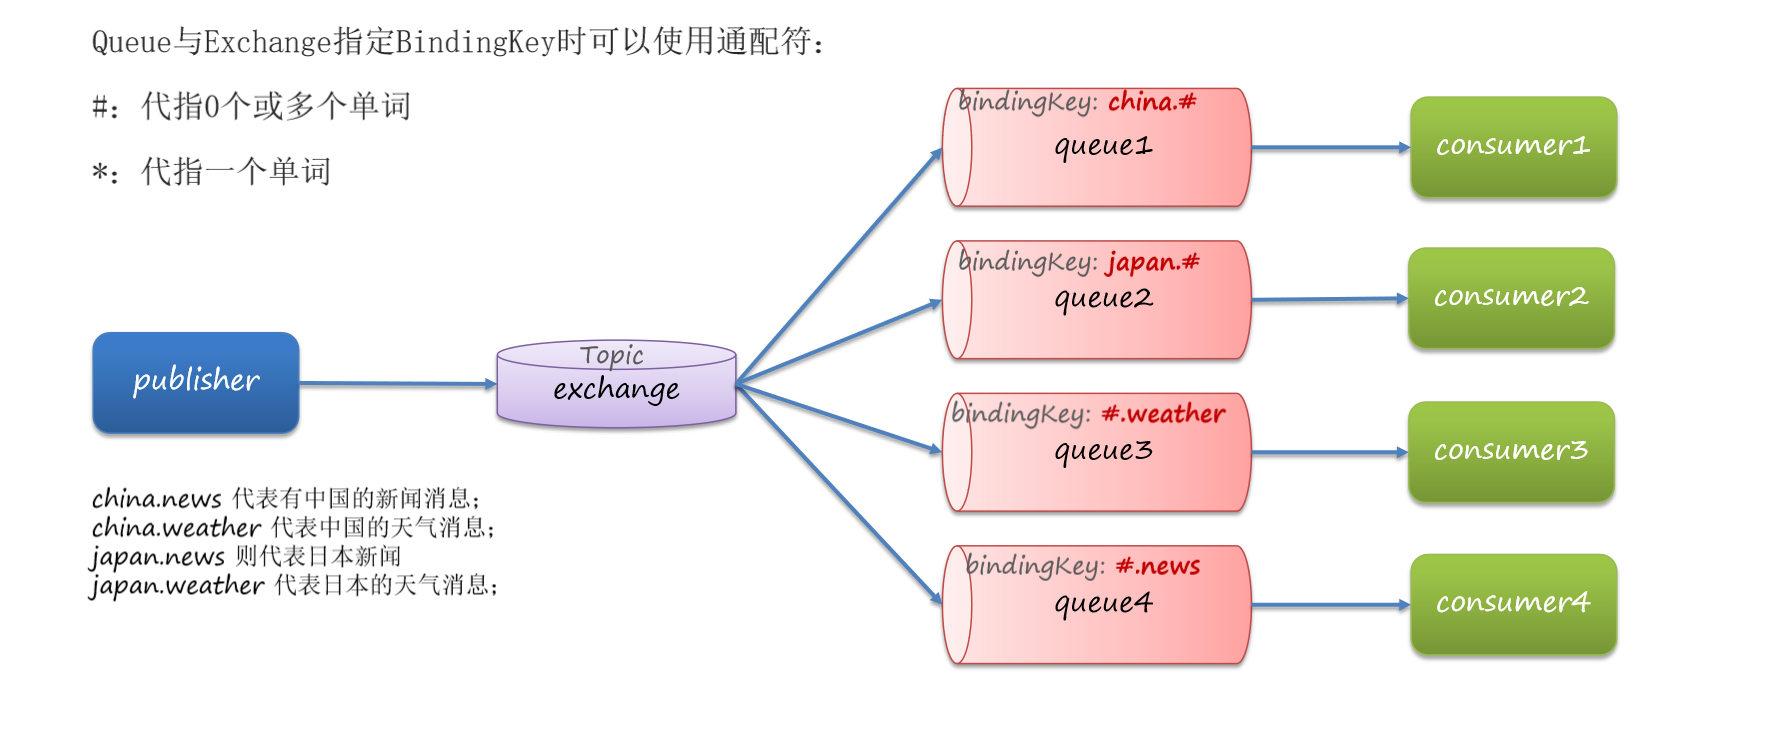 Queue与Exchange指定BindingKey时可以使用通配符：
#：代指0个或多个单词
*：代指一个单词
bindingKey: china.#
queue1
consumer1
bindingKey: japan.#
queue2
consumer2
publisher
Topic
exchange
bindingKey: #.weather
queue3
consumer3
china.news 代表有中国的新闻消息；
china.weather 代表中国的天气消息；
japan.news 则代表日本新闻
japan.weather 代表日本的天气消息；
bindingKey: #.news
queue4
consumer4